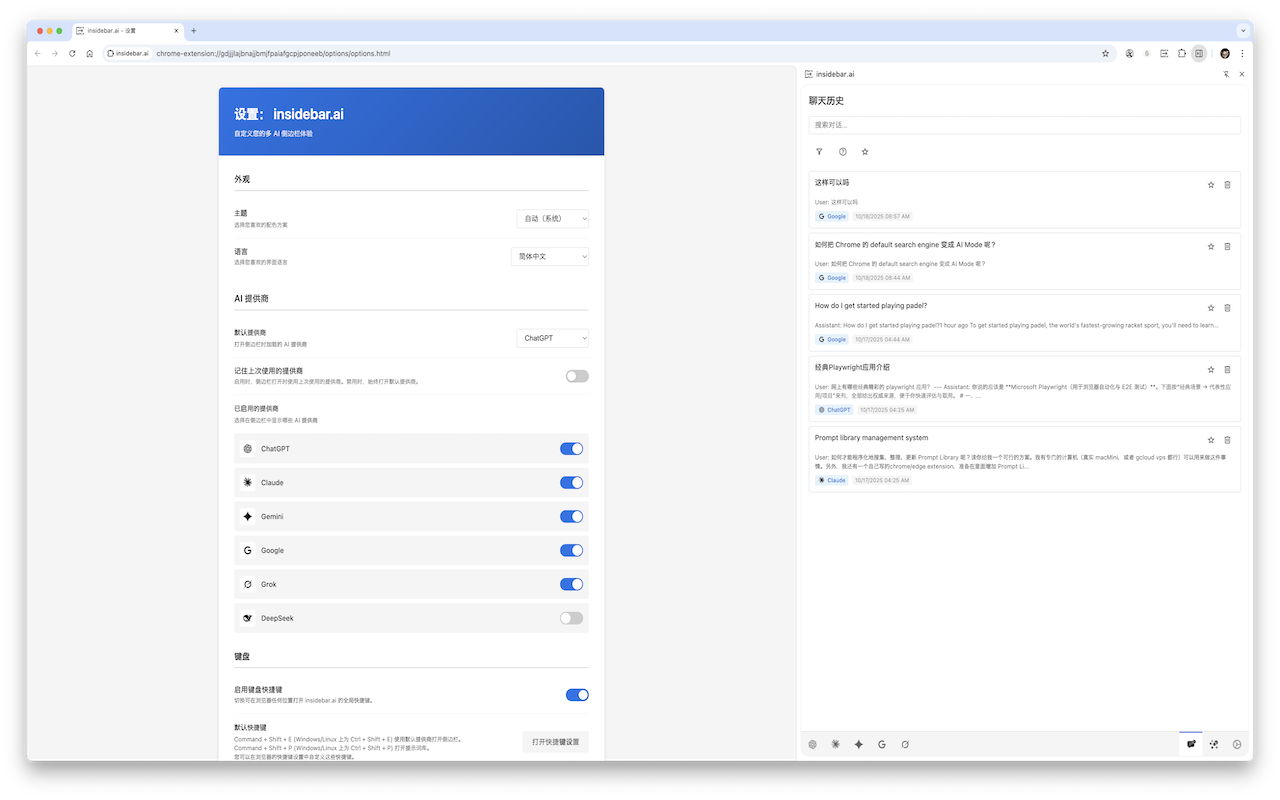 insidebar.ai - 设置
insidebar.ai
chrome-extension://gdjjjlajbnajjbmjfpaiafgcpjponeeb/options/options.html
设置： insidebar.ai
自定义您的多 AI 侧边栏体验
外观
主题
选择您喜欢的配色方案
自动（系统）
语言
选择您喜欢的界面语言
简体中文
AI 提供商
默认提供商
打开侧边栏时加载的 AI 提供商
ChatGPT
记住上次使用的提供商
启用时，侧边栏打开时使用上次使用的提供商。禁用时，始终打开默认提供商。
已启用的提供商
选择在侧边栏中显示哪些 AI 提供商
ChatGPT
Claude
Gemini
Google
Grok
DeepSeek
键盘
启用键盘快捷键
切换可在浏览器任何位置打开 insidebar.ai 的全局快捷键。
默认快捷键
Command + Shift + E (Windows/Linux 上为 Ctrl + Shift + E) 使用默认提供商打开侧边栏。
Command + Shift + P (Windows/Linux 上为 Ctrl + Shift + P) 打开提示词库。
您可以在浏览器的快捷键设置中自定义这些快捷键。
打开快捷键设置
insidebar.ai
聊天历史
搜索对话...
这样可以吗
User: 这样可以吗
Google 10/18/2025 08:57 AM
如何把 Chrome 的 default search engine 变成 AI Mode 呢？
User: 如何把 Chrome 的 default search engine 变成 AI Mode 呢？
Google 10/18/2025 08:44 AM
How do I get started playing padel?
Assistant: How do I get started playing padel?1 hour ago To get started playing padel, the world's fastest-growing racket sport, you'll need to learn...
Google 10/17/2025 04:44 AM
经典Playwright应用介绍
User: 网上有哪些经典精彩的 playwright 应用？ --- Assistant: 你说的应该是 **Microsoft Playwright（用于浏览器自动化与 E2E 测试）**。下面按“经典场景 → 代表性应
用/项目”来列，全部给出权威来源，便于你快速评估与取用。 # 一、...
ChatGPT 10/17/2025 04:25 AM
Prompt library management system
User: 如何才能程序化地搜集、整理、更新 Prompt Library 呢？请你给我一个可行的方案。我有专门的计算机（真实 macMini，或者 gcloud vps 都行）可以用来做这件事
情。另外，我还有一个自己写的chrome/edge extension，准备在里面增加 Prompt Li...
Claude 10/17/2025 04:25 AM